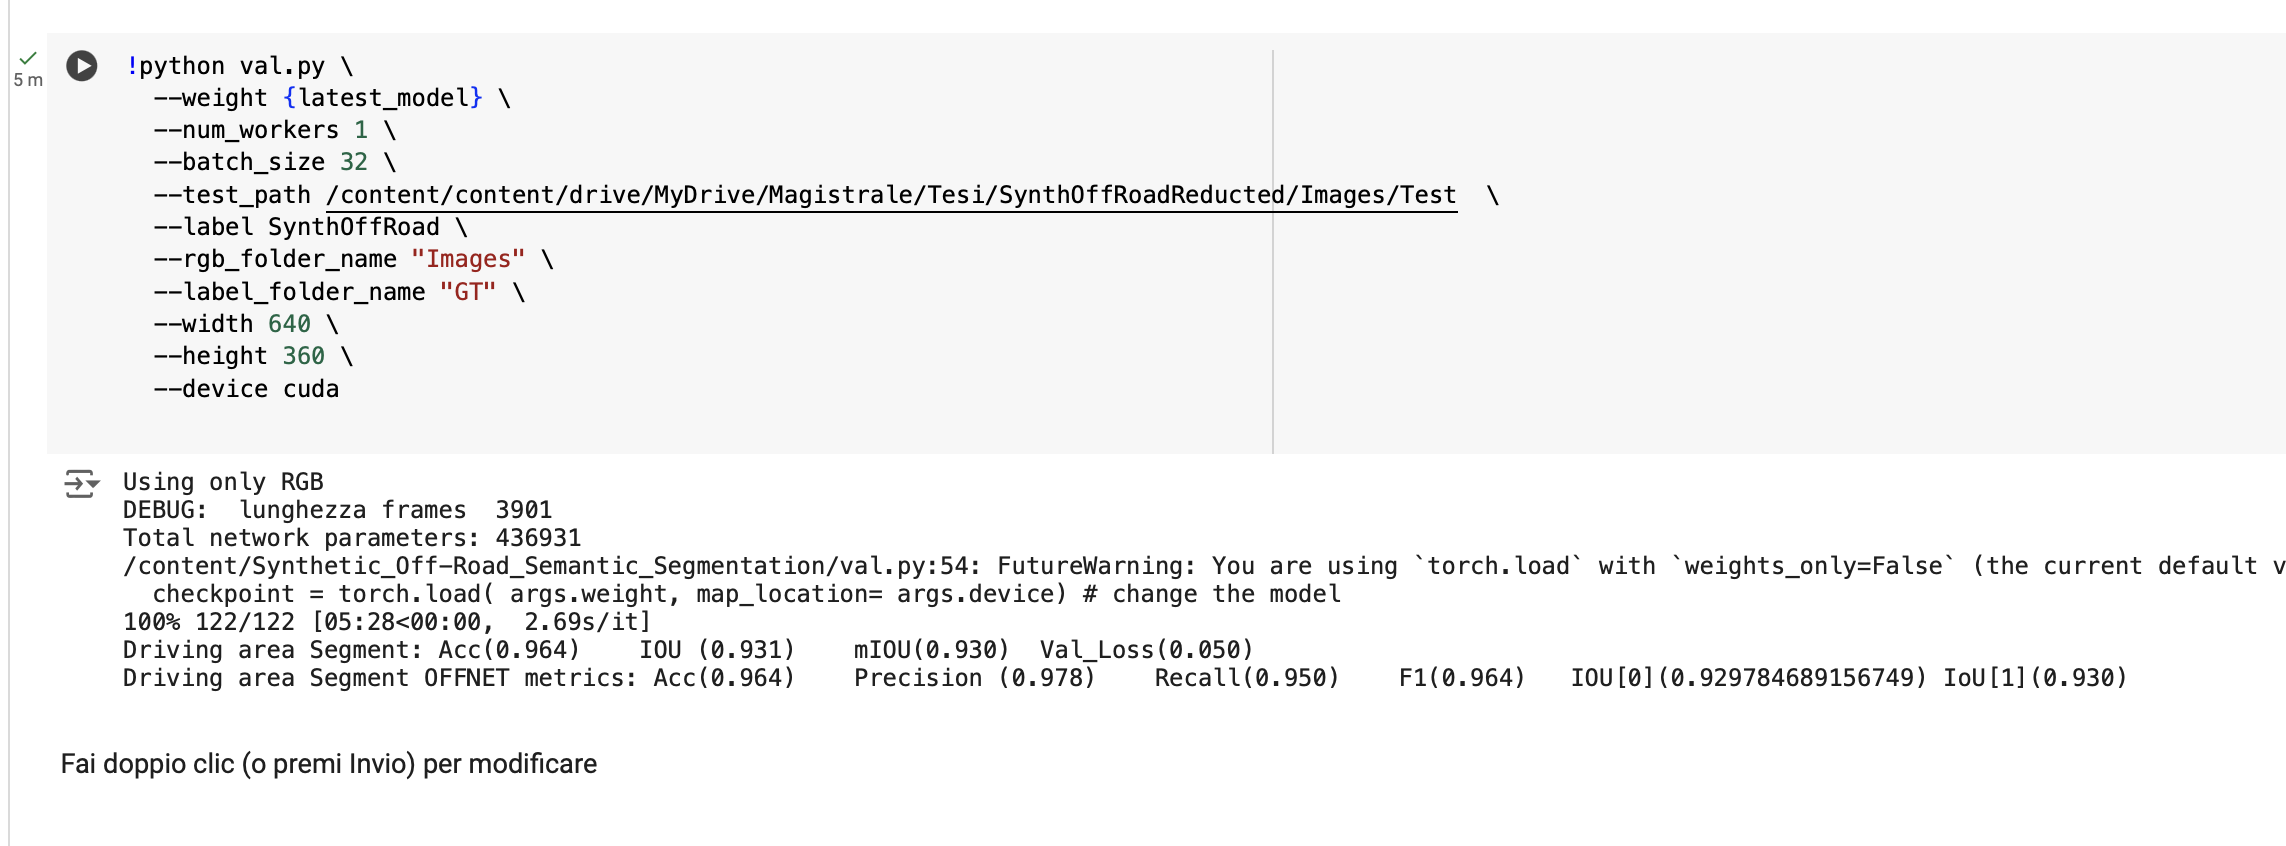 5 m
!python val.py \
--weight {latest_model} \
--num_workers 1 \
--batch_size 32 \
--test_path /content/content/drive/MyDrive/Magistrale/Tesi/SynthOffRoadReducted/Images/Test \
--label SynthOffRoad \
--rgb_folder_name "Images" \
--label_folder_name "GT" \
--width 640 \
--height 360 \
--device cuda
Using only RGB
DEBUG: lunghezza frames 3901
Total network parameters: 436931
/content/Synthetic_Off-Road_Semantic_Segmentation/val.py:54: FutureWarning: You are using `torch.load` with `weights_only=False` (the current default v
checkpoint = torch.load( args.weight, map_location= args.device) # change the model
100% 122/122 [05:28<00:00, 2.69s/it]
Driving area Segment: Acc(0.964) IOU (0.931) mIOU(0.930) Val_Loss(0.050)
Driving area Segment OFFNET metrics: Acc(0.964) Precision (0.978) Recall(0.950) F1(0.964) IOU[0](0.929784689156749) IoU[1](0.930)
Fai doppio clic (o premi Invio) per modificare